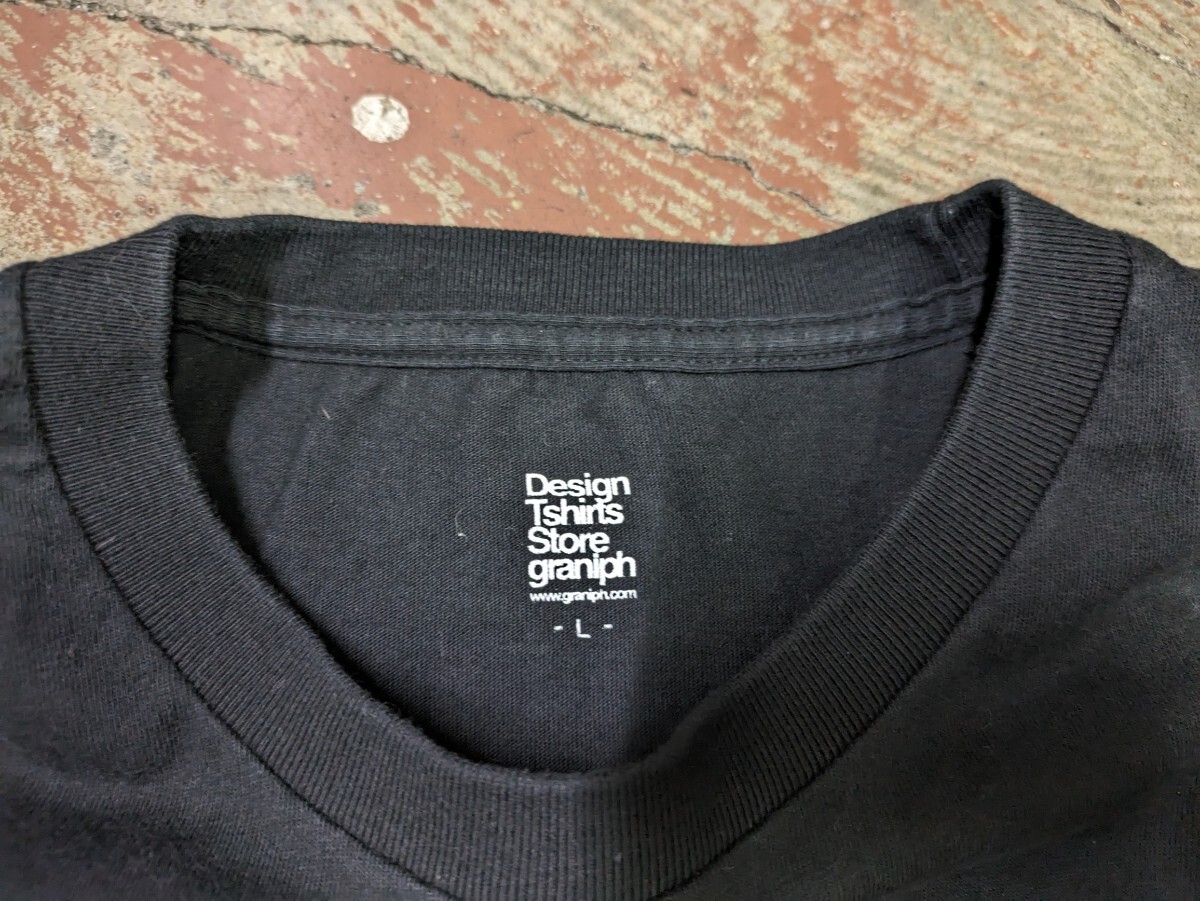 Design
Tshirts
Store
graniph
www.graniph.com
- L -